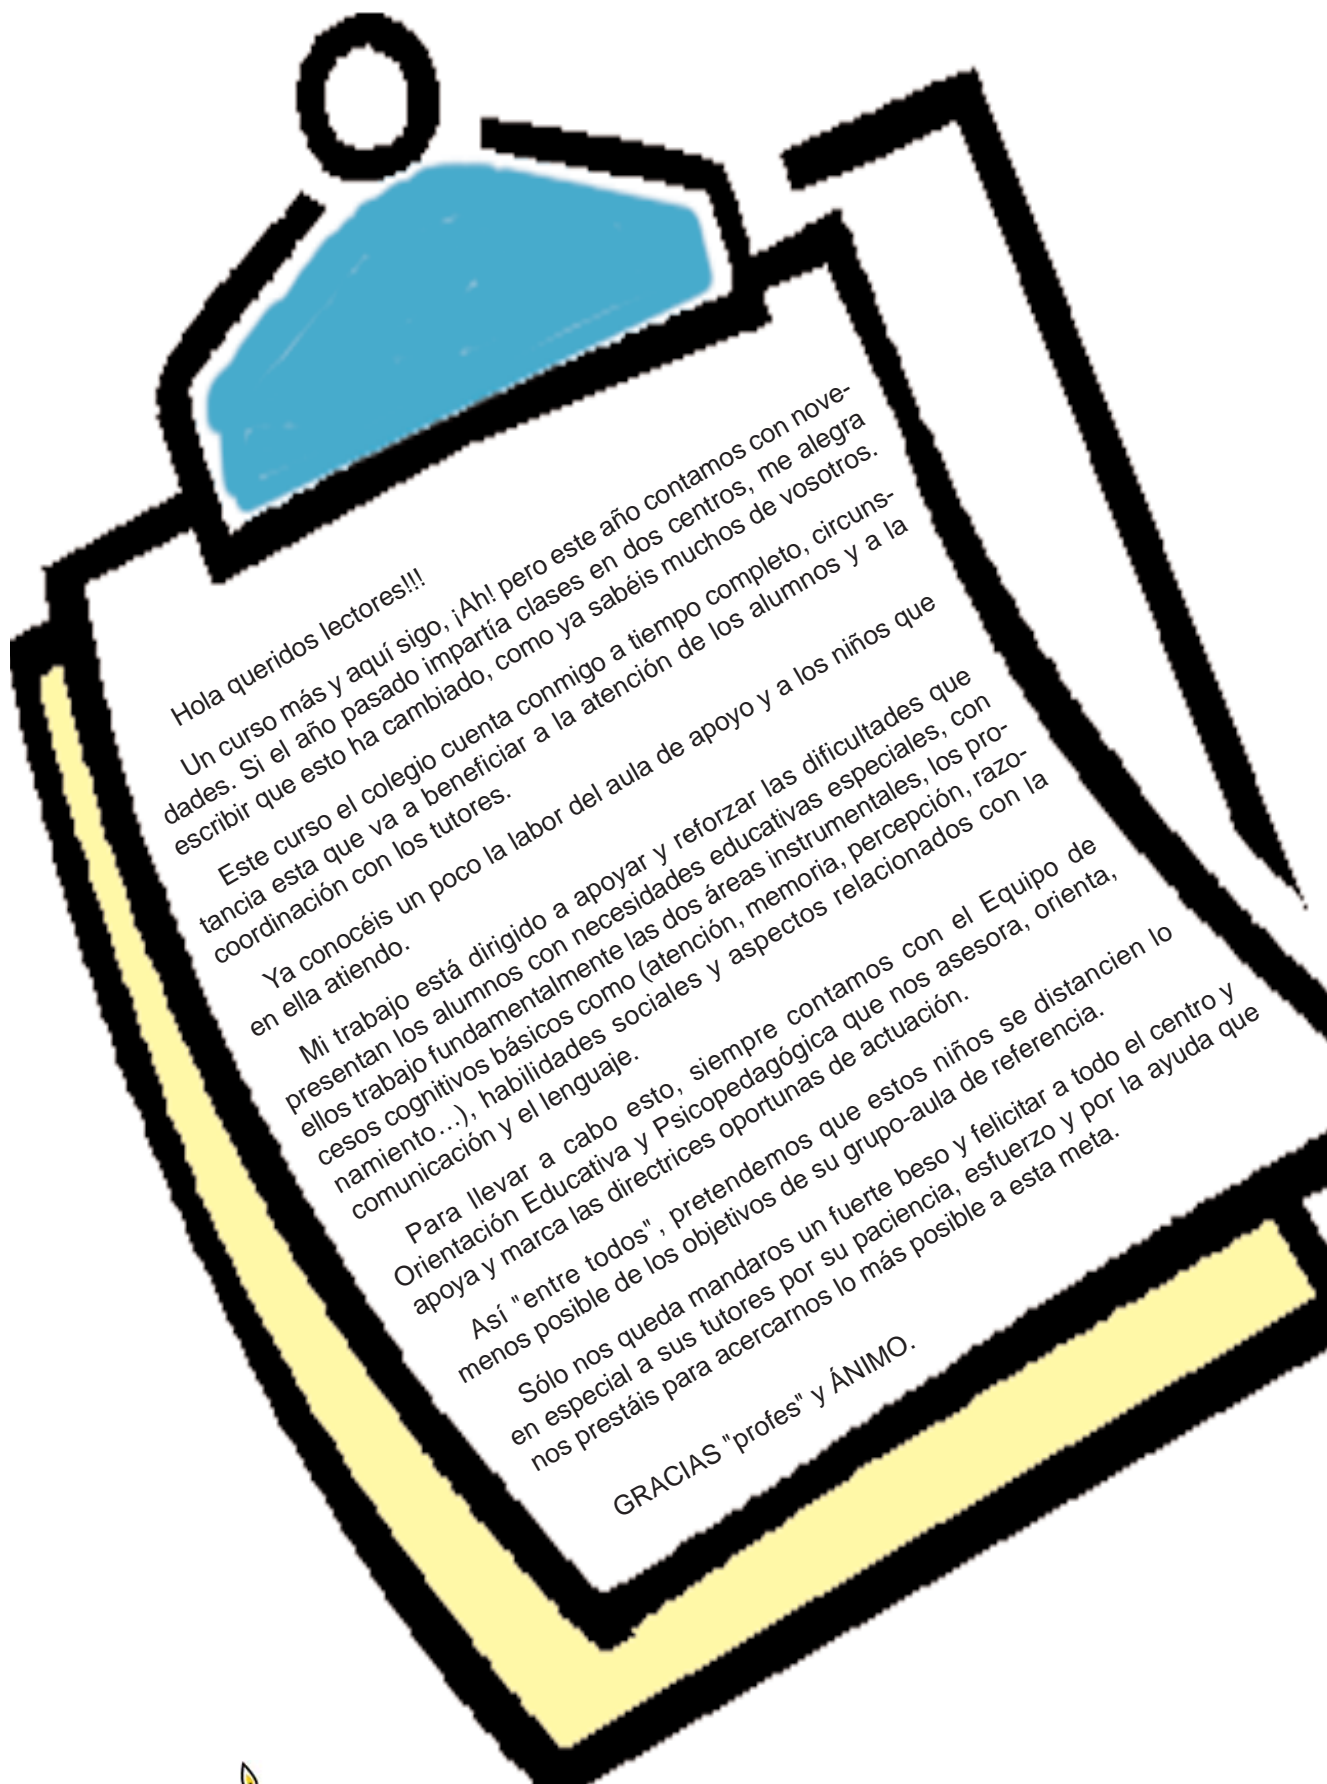 Hola queridos lectores!!!
Un curso más y aquí sigo, ¡Ah! pero este año contamos con nove-
dades. Si el año pasado impartía clases en dos centros, me alegra
escribir que esto ha cambiado, como ya sabéis muchos de vosotros.
Este curso el colegio cuenta conmigo a tiempo completo, circuns-
tancia esta que va a beneficiar a la atención de los alumnos y a la
coordinación con los tutores.
Ya conocéis un poco la labor del aula de apoyo y a los niños que
en ella atiendo.
Mi trabajo está dirigido a apoyar y reforzar las dificultades que
presentan los alumnos con necesidades educativas especiales, con
ellos trabajo fundamentalmente las dos áreas instrumentales, los pro-
cesos cognitivos básicos como (atención, memoria, percepción, razo-
namiento...), habilidades sociales y aspectos relacionados con la
comunicación y el lenguaje.
Para llevar a cabo esto, siempre contamos con el Equipo de
Orientación Educativa y Psicopedagógica que nos asesora, orienta,
apoya y marca las directrices oportunas de actuación.
Así "entre todos", pretendemos que estos niños se distancien lo
menos posible de los objetivos de su grupo-aula de referencia.
Sólo nos queda mandaros un fuerte beso y felicitar a todo el centro y
en especial a sus tutores por su paciencia, esfuerzo y por la ayuda que
nos prestáis para acercarnos lo más posible a esta meta.
GRACIAS "profes" y ÁNIMO.